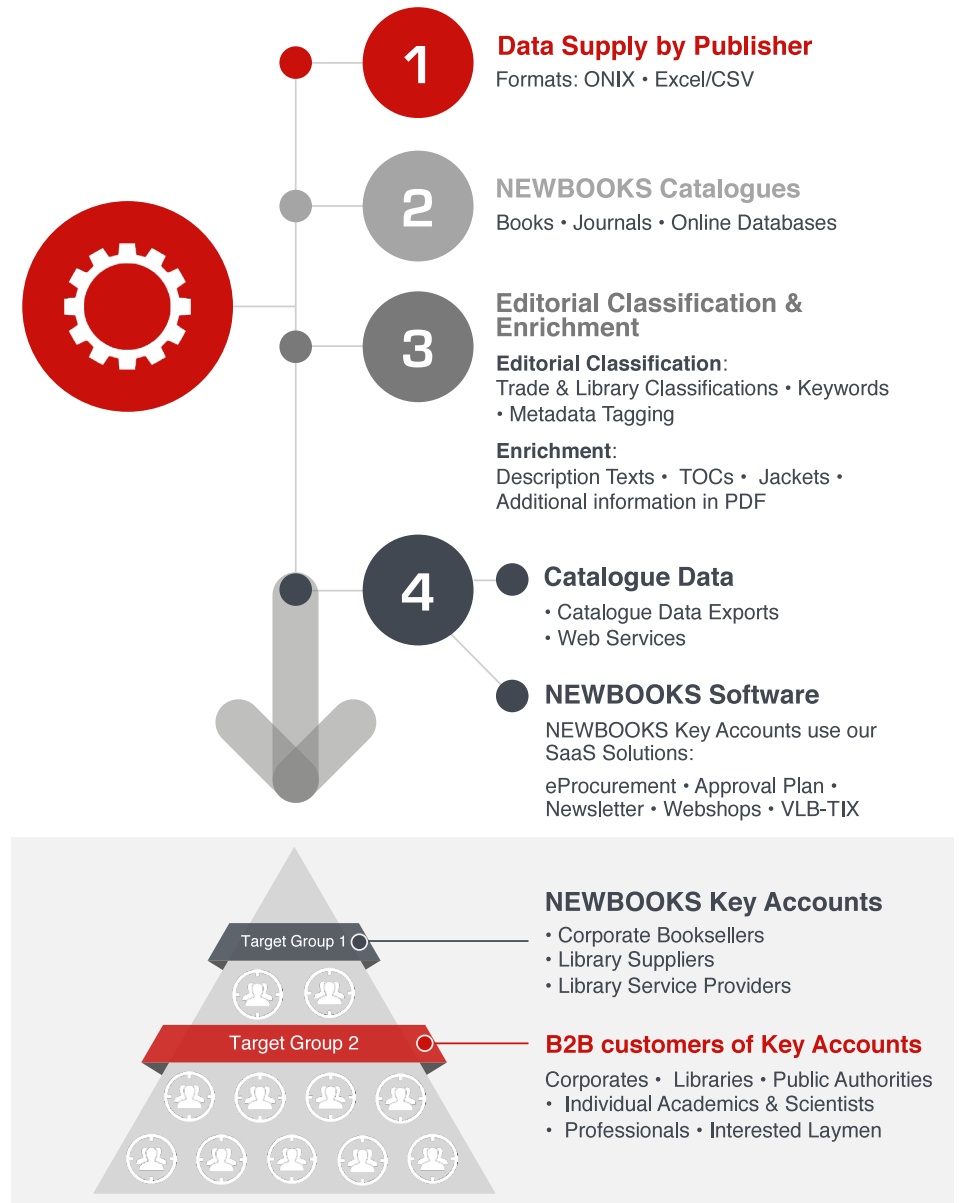 1
Data Supply by Publisher
Formats: ONIX • Excel/CSV
2
NEWBOOKS Catalogues
Books • Journals • Online Databases
3
Editorial Classification &
Enrichment
Editorial Classification:
Trade & Library Classifications • Keywords
• Metadata Tagging
Enrichment:
Description Texts • TOCs • Jackets •
Additional information in PDF
4
Catalogue Data
• Catalogue Data Exports
• Web Services
NEWBOOKS Software
NEWBOOKS Key Accounts use our
SaaS Solutions:
eProcurement • Approval Plan •
Newsletter • Webshops • VLB-TIX
Target Group 1
NEWBOOKS Key Accounts
• Corporate Booksellers
• Library Suppliers
• Library Service Providers
Target Group 2
B2B customers of Key Accounts
Corporates • Libraries • Public Authorities
• Individual Academics & Scientists
• Professionals • Interested Laymen